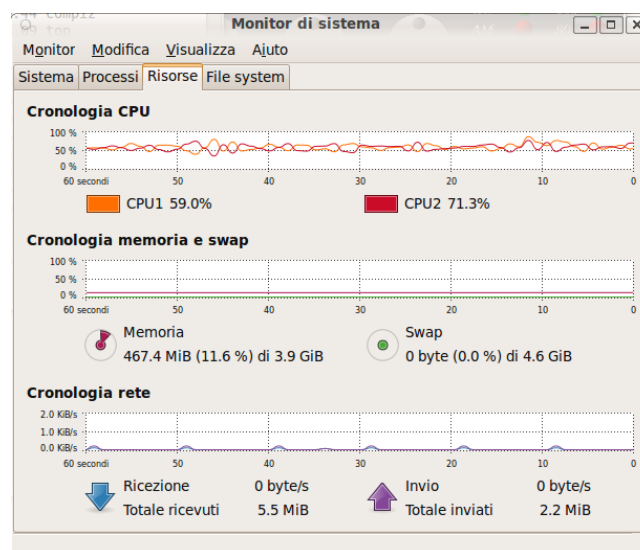 Monitor di sistema
Monitor Modifica Visualizza Aiuto
Sistema Processi Risorse File system
Cronologia CPU
100 %
50 %
0 %
60 secondi 50 40 30 20 10 0
CPU1 59.0% CPU2 71.3%
Cronologia memoria e swap
100 %
50 %
0 %
60 secondi 50 40 30 20 10 0
Memoria Swap
467.4 MiB (11.6 %) di 3.9 GiB 0 byte (0.0 %) di 4.6 GiB
Cronologia rete
2.0 KiB/s
1.0 KiB/s
0.0 KiB/s
60 secondi 50 40 30 20 10 0
Ricezione 0 byte/s Invio 0 byte/s
Totale ricevuti 5.5 MiB Totale inviati 2.2 MiB